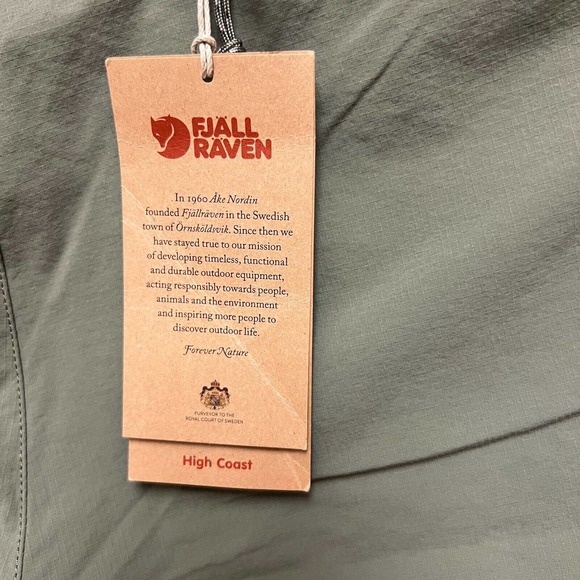 FJÄLL
RÄVEN
In 1960 Åke Nordin
founded Fjällräven in the Swedish
town of Örnsköldsvik. Since then we
have stayed true to our mission
of developing timeless, functional
and durable outdoor equipment,
acting responsibly towards people,
animals and the environment
and inspiring more people to
discover outdoor life.
Forever Nature
PURVEYOR TO THE
ROYAL COURT OF SWEDEN
High Coast